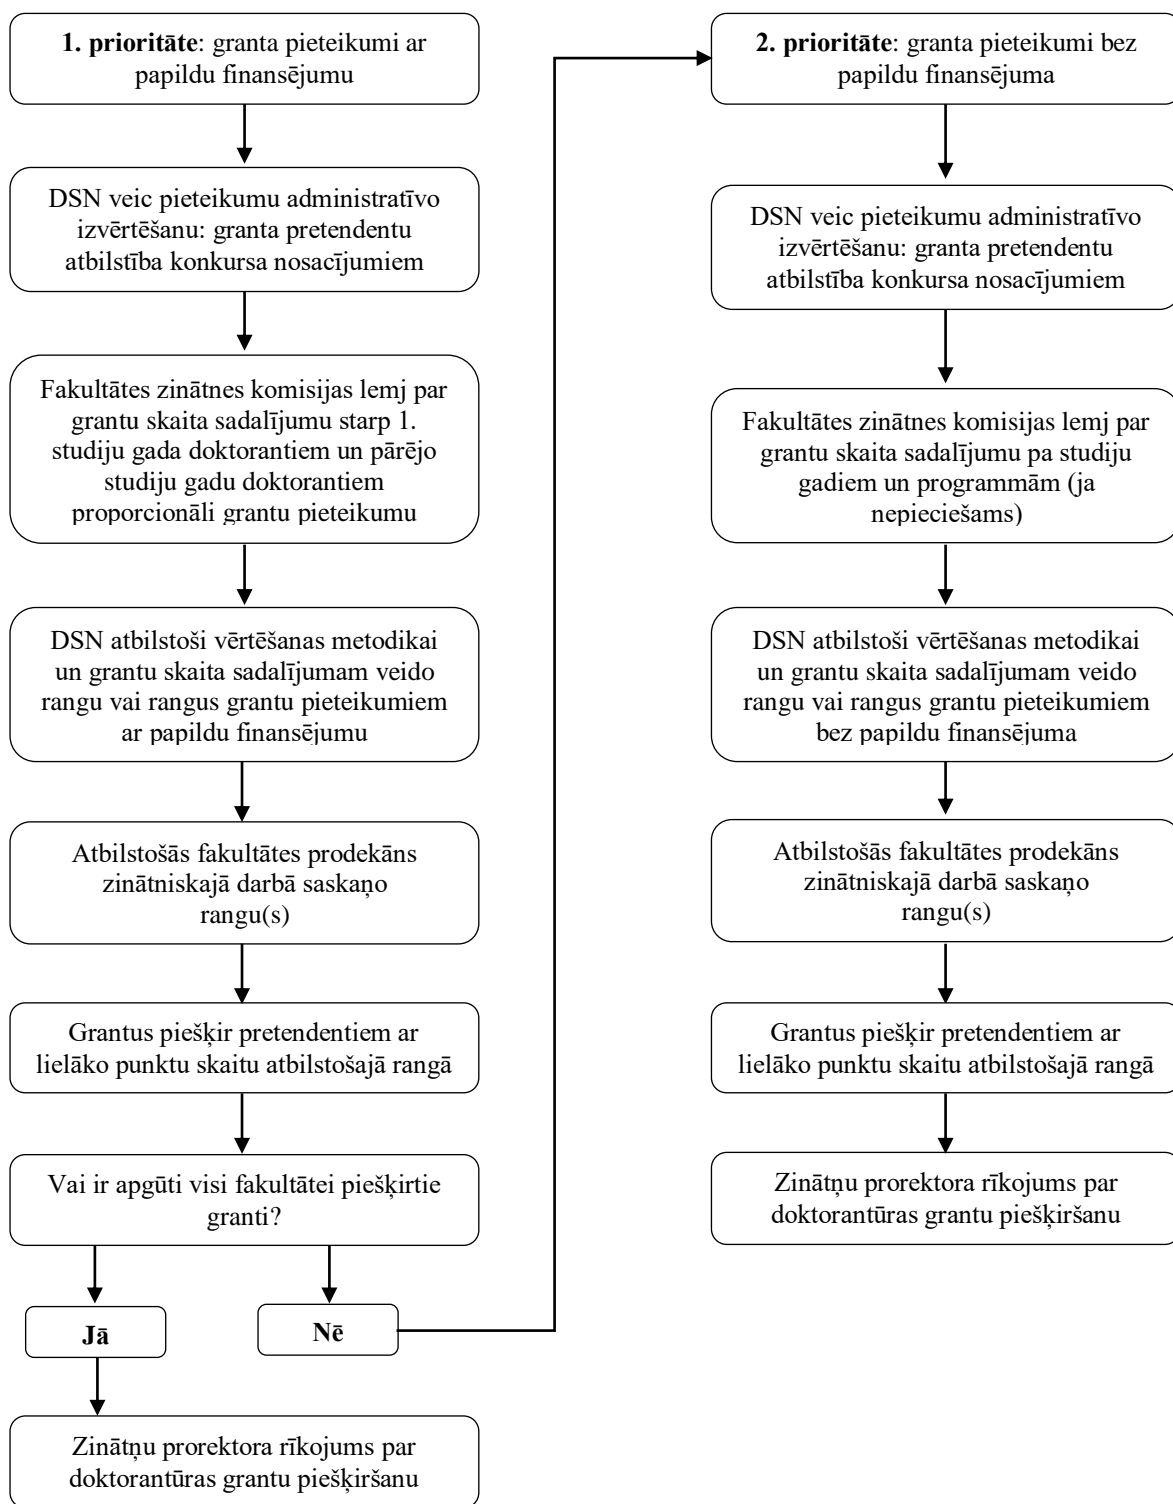 1. prioritāte: granta pieteikumi ar
papildu finansējumu
DSN veic pieteikumu administratīvo
izvērtēšanu: granta pretendentu
atbilstība konkursa nosacījumiem
Fakultātes zinātnes komisijas lemj par
grantu skaita sadalījumu starp 1.
studiju gada doktorantiem un pārējo
studiju gadu doktorantiem
proporcionāli grantu pieteikumu
DSN atbilstoši vērtēšanas metodikai
un grantu skaita sadalījumam veido
rangu vai rangus grantu pieteikumiem
ar papildu finansējumu
Atbilstošās fakultātes prodekāns
zinātniskajā darbā saskaņo
rangu(s)
Grantus piešķir pretendentiem ar
lielāko punktu skaitu atbilstošajā rangā
Vai ir apgūti visi fakultātei piešķirtie
granti?
Jā
Nē
Zinātņu prorektora rīkojums par
doktorantūras grantu piešķiršanu
2. prioritāte: granta pieteikumi bez
papildu finansējuma
DSN veic pieteikumu administratīvo
izvērtēšanu: granta pretendentu
atbilstība konkursa nosacījumiem
Fakultātes zinātnes komisijas lemj par
grantu skaita sadalījumu pa studiju
gadiem un programmām (ja
nepieciešams)
DSN atbilstoši vērtēšanas metodikai
un grantu skaita sadalījumam veido
rangu vai rangus grantu pieteikumiem
bez papildu finansējuma
Atbilstošās fakultātes prodekāns
zinātniskajā darbā saskaņo
rangu(s)
Grantus piešķir pretendentiem ar
lielāko punktu skaitu atbilstošajā rangā
Zinātņu prorektora rīkojums par
doktorantūras grantu piešķiršanu